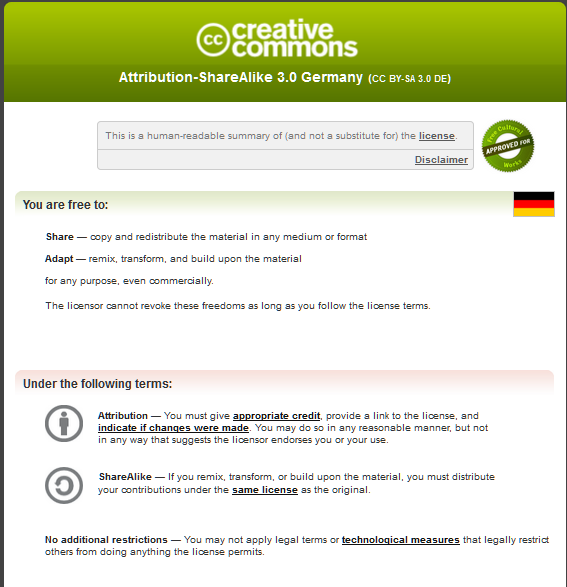 cc creative
commons
Attribution-ShareAlike 3.0 Germany (CC BY-SA 3.0 DE)
This is a human-readable summary of (and not a substitute for) the license.
Disclaimer
Free Cultural
APPROVED FOR
Works
You are free to:
Share — copy and redistribute the material in any medium or format
Adapt — remix, transform, and build upon the material
for any purpose, even commercially.
The licensor cannot revoke these freedoms as long as you follow the license terms.
Under the following terms:
Attribution — You must give appropriate credit, provide a link to the license, and
indicate if changes were made. You may do so in any reasonable manner, but not
in any way that suggests the licensor endorses you or your use.
ShareAlike — If you remix, transform, or build upon the material, you must distribute
your contributions under the same license as the original.
No additional restrictions — You may not apply legal terms or technological measures that legally restrict
others from doing anything the license permits.